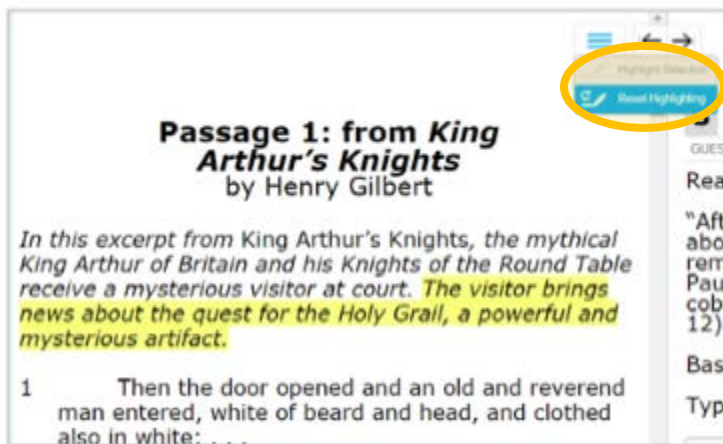 Highlight Selection
Reset Highlighting
Passage 1: from King
Arthur's Knights
by Henry Gilbert
In this excerpt from King Arthur's Knights, the mythical
King Arthur of Britain and his Knights of the Round Table
receive a mysterious visitor at court. The visitor brings
news about the quest for the Holy Grail, a powerful and
mysterious artifact.
1 Then the door opened and an old and reverend
man entered, white of beard and head, and clothed
also in white: . . .
GUES
Rea
"Aft
abo
rem
Pau
cob
12)
Bas
Typ